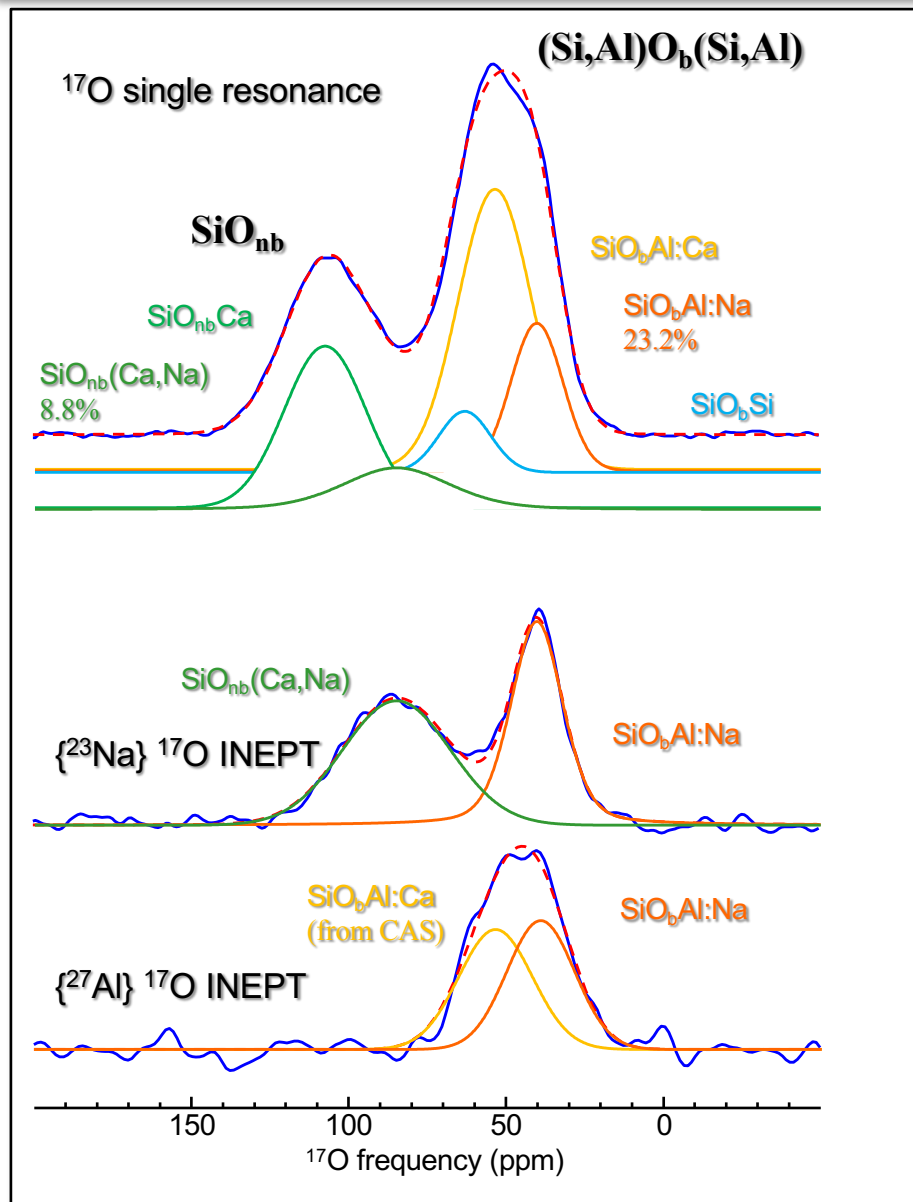 (Si,Al)O_b(Si,Al)
¹⁷O single resonance
SiO_nb
SiO_bAl:Ca
SiO_nbCa
SiO_bAl:Na
23.2%
SiO_nb(Ca,Na)
8.8%
SiO_bSi
SiO_nb(Ca,Na)
{²³Na} ¹⁷O INEPT
SiO_bAl:Na
SiO_bAl:Ca
(from CAS)
SiO_bAl:Na
{²⁷Al} ¹⁷O INEPT
150 100 50 0
¹⁷O frequency (ppm)